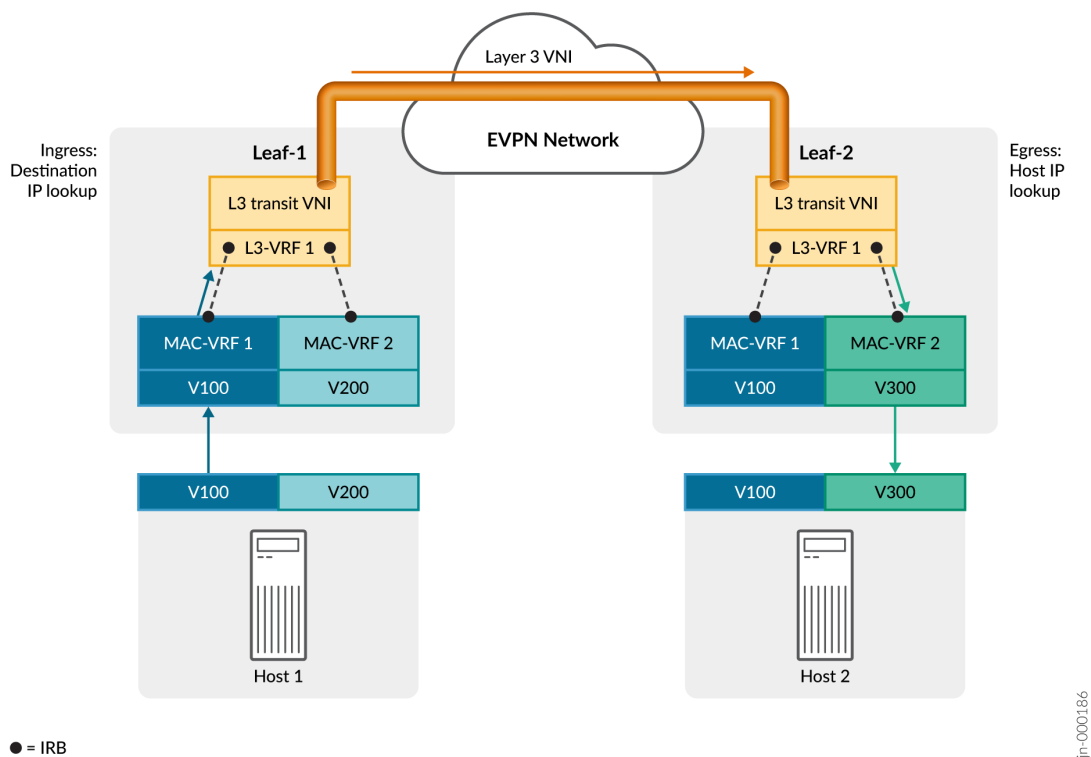 Layer 3 VNI
EVPN Network
Ingress:
Destination
IP lookup
Leaf-1
L3 transit VNI
L3-VRF 1
MAC-VRF 1
MAC-VRF 2
V100
V200
V100
V200
Host 1
Leaf-2
Egress:
Host IP
lookup
L3 transit VNI
L3-VRF 1
MAC-VRF 1
MAC-VRF 2
V100
V300
V100
V300
Host 2
= IRB
jn-000186